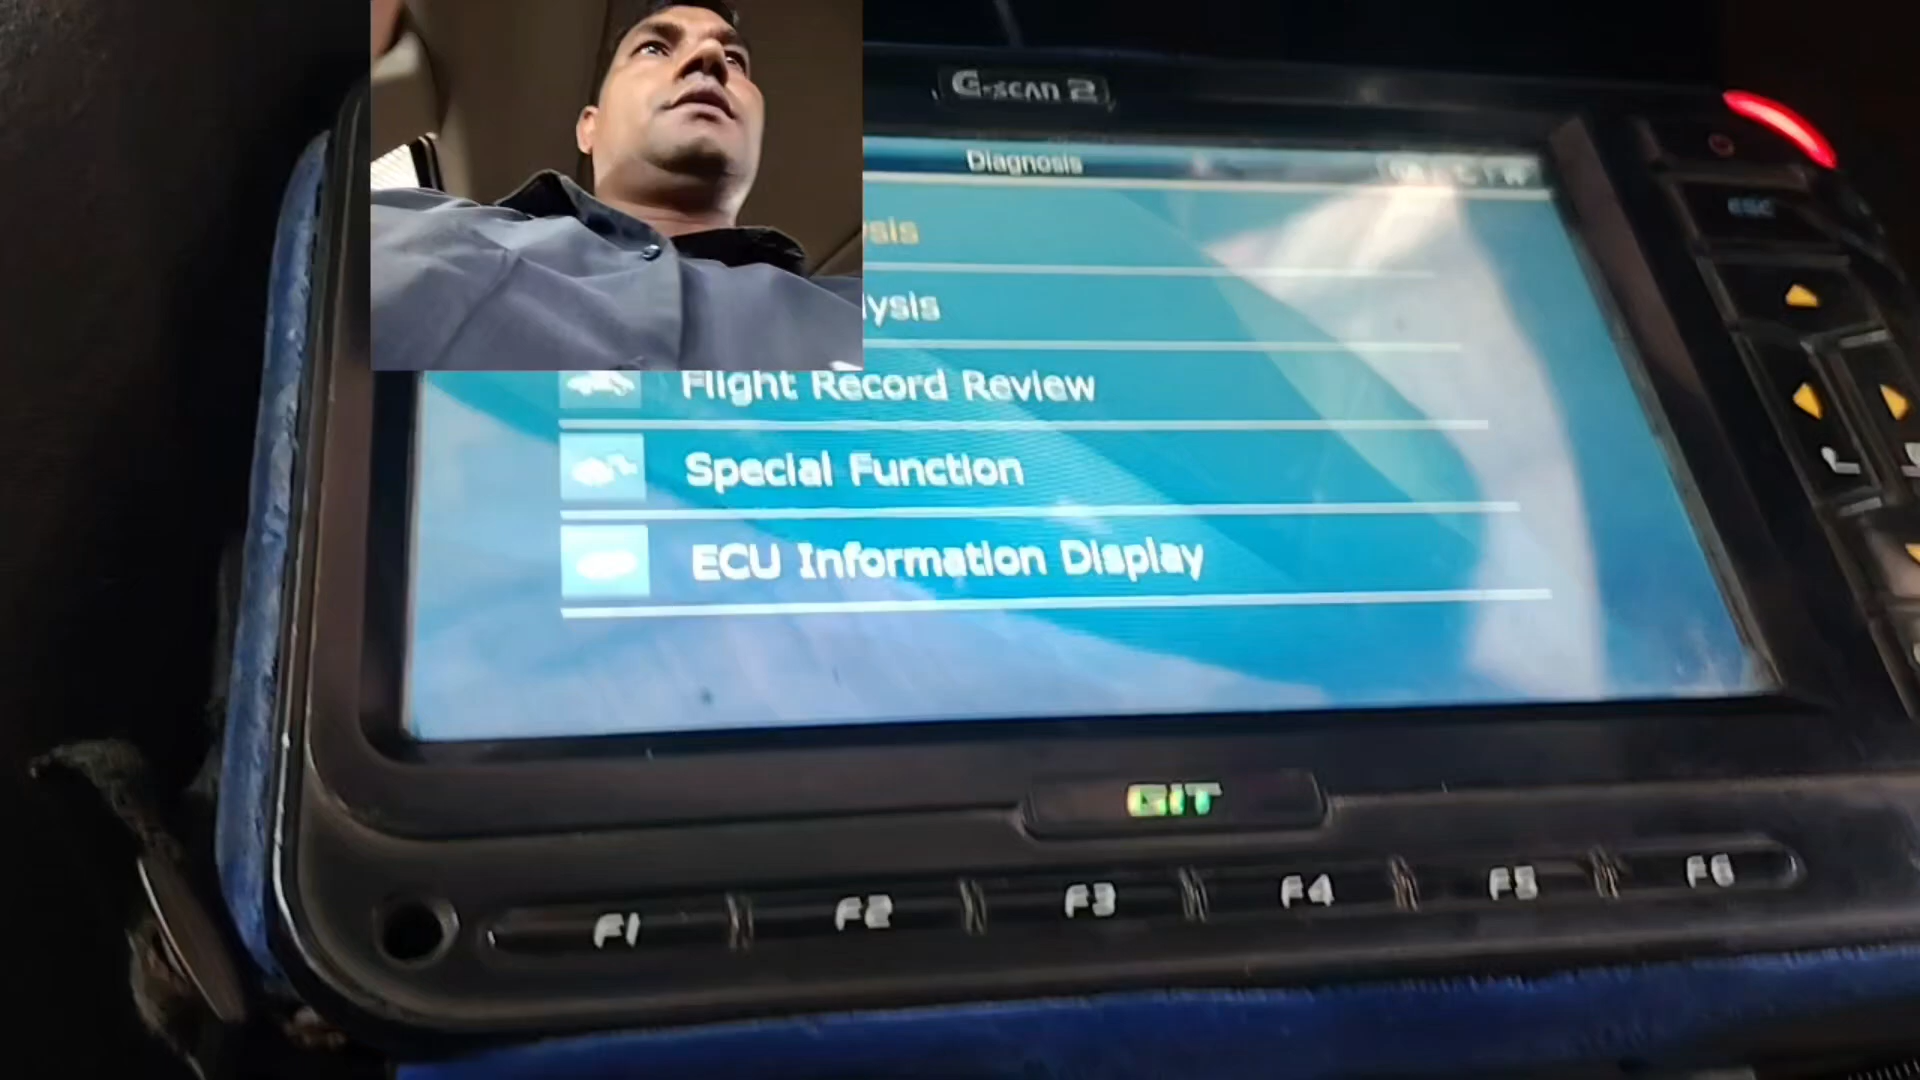 G-scan 2
Diagnosis
ESC
sis
lysis
Flight Record Review
Special Function
ECU Information Display
GIT
F1 F2 F3 F4 F5 F6